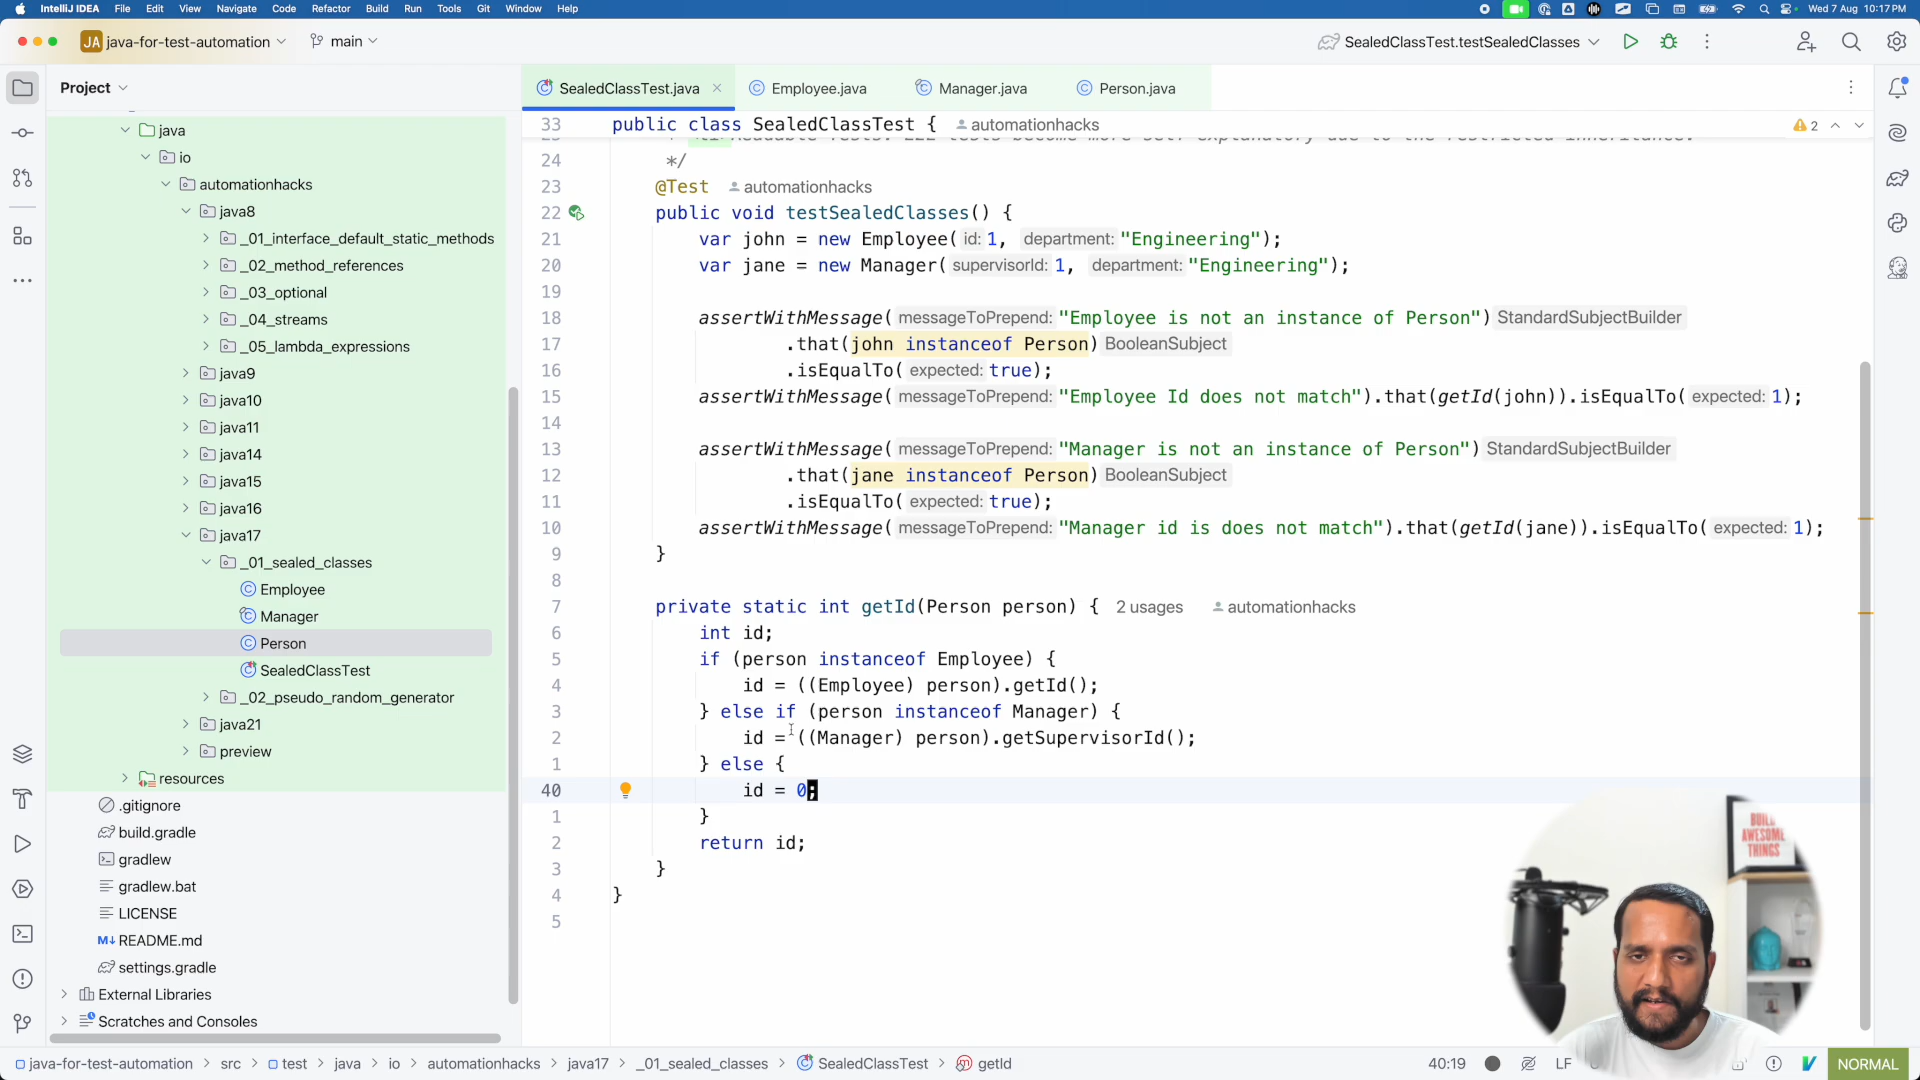 IntelliJ IDEA File Edit View Navigate Code Refactor Build Run Tools Git Window Help
Wed 7 Aug 10:17 PM
JA java-for-test-automation main
SealedClassTest.testSealedClasses
Project
java
io
automationhacks
java8
_01_interface_default_static_methods
_02_method_references
_03_optional
_04_streams
_05_lambda_expressions
java9
java10
java11
java14
java15
java16
java17
_01_sealed_classes
Employee
Manager
Person
SealedClassTest
_02_pseudo_random_generator
java21
preview
resources
.gitignore
build.gradle
gradlew
gradlew.bat
LICENSE
M↓ README.md
settings.gradle
External Libraries
Scratches and Consoles
SealedClassTest.java Employee.java Manager.java Person.java
33 public class SealedClassTest { automationhacks
2
24 */
23 @Test automationhacks
22 public void testSealedClasses() {
21 var john = new Employee( id: 1, department: "Engineering");
20 var jane = new Manager( supervisorId: 1, department: "Engineering");
19
18 assertWithMessage( messageToPrepend: "Employee is not an instance of Person") StandardSubjectBuilder
17 .that(john instanceof Person) BooleanSubject
16 .isEqualTo( expected: true);
15 assertWithMessage( messageToPrepend: "Employee Id does not match").that(getId(john)).isEqualTo( expected: 1);
14
13 assertWithMessage( messageToPrepend: "Manager is not an instance of Person") StandardSubjectBuilder
12 .that(jane instanceof Person) BooleanSubject
11 .isEqualTo( expected: true);
10 assertWithMessage( messageToPrepend: "Manager id is does not match").that(getId(jane)).isEqualTo( expected: 1);
9 }
8
7 private static int getId(Person person) { 2 usages automationhacks
6 int id;
5 if (person instanceof Employee) {
4 id = ((Employee) person).getId();
3 } else if (person instanceof Manager) {
2 id = ((Manager) person).getSupervisorId();
1 } else {
40 id = 0;
1 }
2 return id;
3 }
4 }
5
BUILD
AWESOME
THINGS
java-for-test-automation > src > test > java > io > automationhacks > java17 > _01_sealed_classes > SealedClassTest > getId
40:19 LF NORMAL